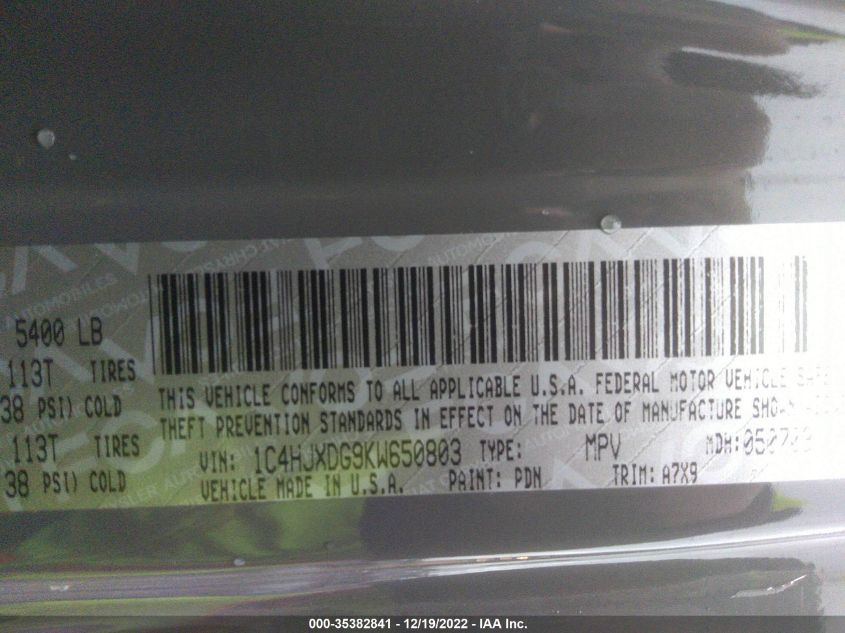 5400 LB
113T TIRES
38 PSI) COLD
113T TIRES
38 PSI) COLD
THIS VEHICLE CONFORMS TO ALL APPLICABLE U.S.A. FEDERAL MOTOR VEHICLE
THEFT PREVENTION STANDARDS IN EFFECT ON THE DATE OF MANUFACTURE SHOWN
VIN: 1C4HJXDG9KW650803 TYPE: MPV MDH:
VEHICLE MADE IN U.S.A. PAINT: PDN TRIM: A7X9
000-35382841 - 12/19/2022 - IAA Inc.